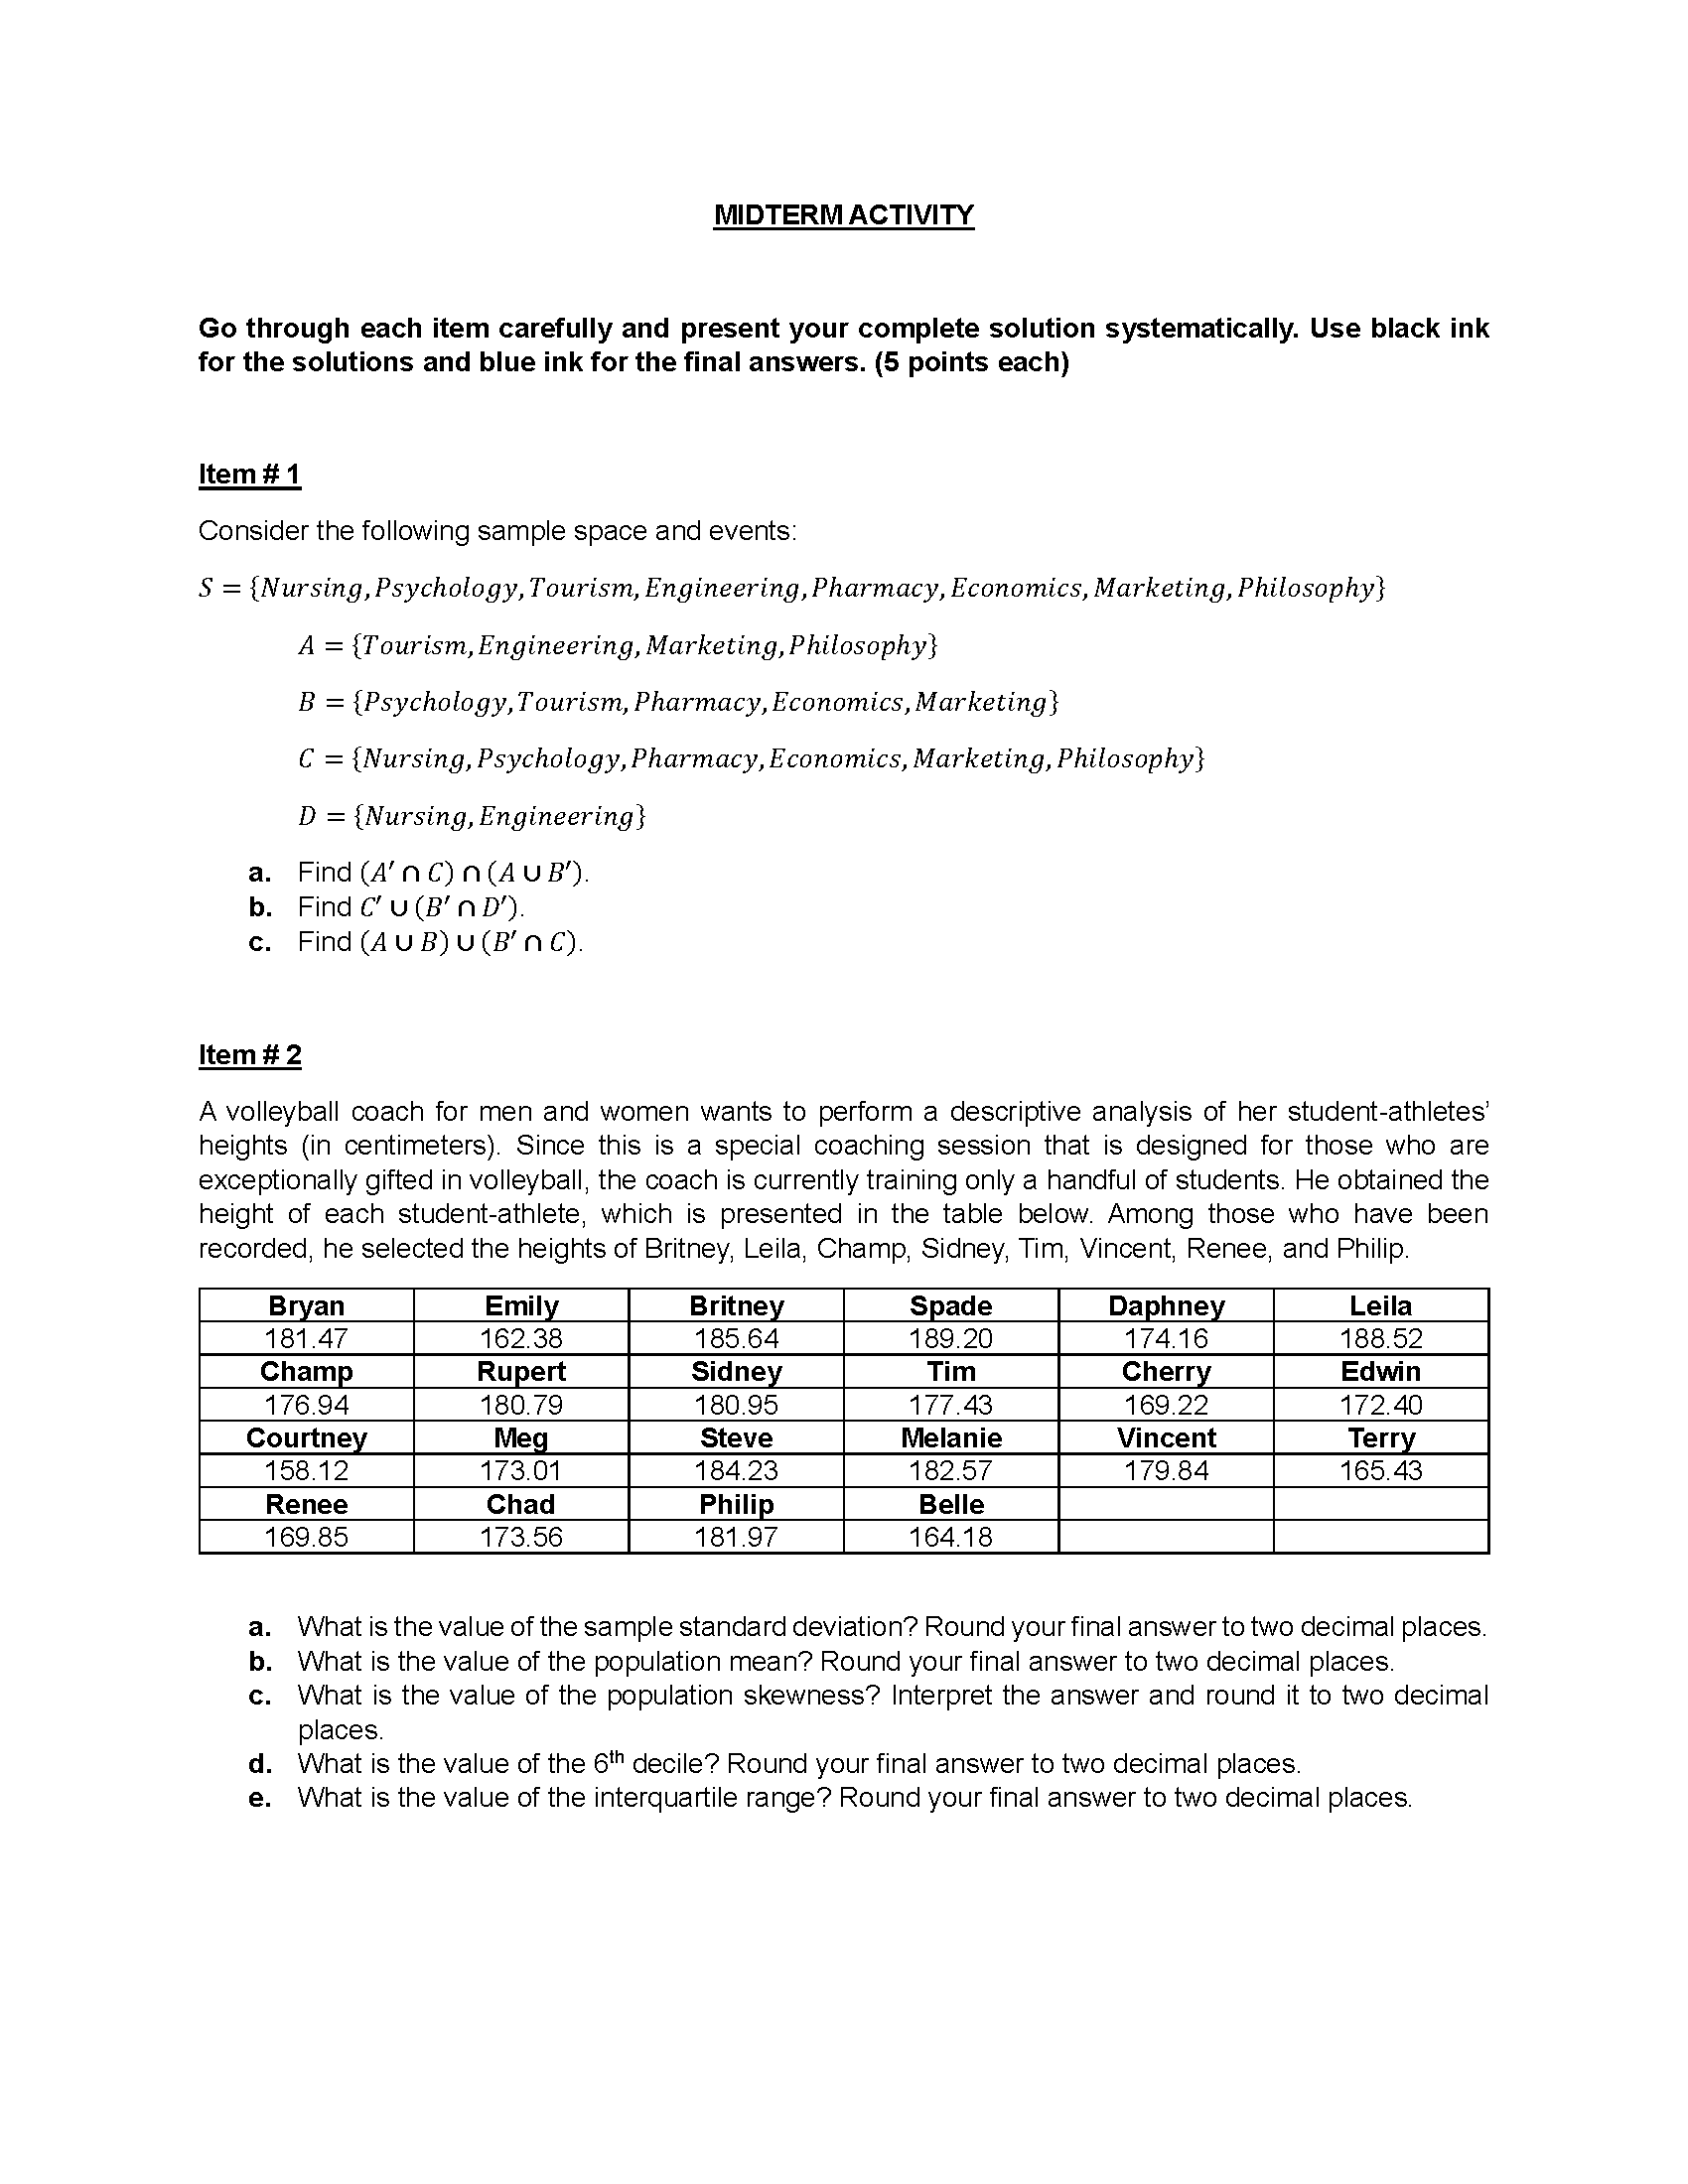 MIDTERM ACTIVITY
Go through each item carefully and present your complete solution systematically. Use black ink
for the solutions and blue ink for the final answers. (5 points each)
Item # 1
Consider the following sample space and events:
S = {Nursing, Psychology, Tourism, Engineering, Pharmacy, Economics, Marketing, Philosophy}
A = {Tourism, Engineering, Marketing, Philosophy}
B = {Psychology, Tourism, Pharmacy, Economics, Marketing}
C = {Nursing, Psychology, Pharmacy, Economics, Marketing, Philosophy}
D = {Nursing, Engineering}
a. Find (A′ ∩ C) ∩ (A ∪ B′).
b. Find C′ ∪ (B′ ∩ D′).
c. Find (A ∪ B) ∪ (B′ ∩ C).
Item # 2
A volleyball coach for men and women wants to perform a descriptive analysis of her student-athletes’
heights (in centimeters). Since this is a special coaching session that is designed for those who are
exceptionally gifted in volleyball, the coach is currently training only a handful of students. He obtained the
height of each student-athlete, which is presented in the table below. Among those who have been
recorded, he selected the heights of Britney, Leila, Champ, Sidney, Tim, Vincent, Renee, and Philip.
Bryan Emily Britney Spade Daphney Leila
181.47 162.38 185.64 189.20 174.16 188.52
Champ Rupert Sidney Tim Cherry Edwin
176.94 180.79 180.95 177.43 169.22 172.40
Courtney Meg Steve Melanie Vincent Terry
158.12 173.01 184.23 182.57 179.84 165.43
Renee Chad Philip Belle
169.85 173.56 181.97 164.18
a. What is the value of the sample standard deviation? Round your final answer to two decimal places.
b. What is the value of the population mean? Round your final answer to two decimal places.
c. What is the value of the population skewness? Interpret the answer and round it to two decimal
places.
d. What is the value of the 6th decile? Round your final answer to two decimal places.
e. What is the value of the interquartile range? Round your final answer to two decimal places.